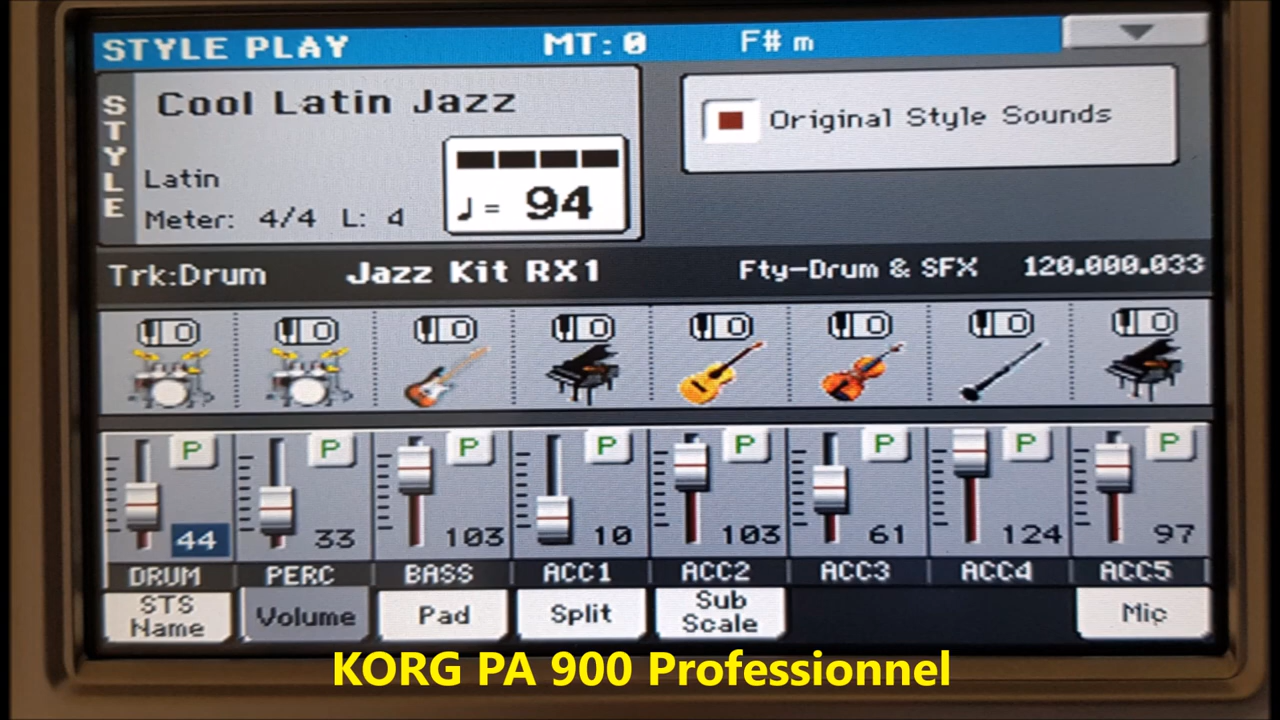 STYLE PLAY MT:0 F# m
STYLE
Cool Latin Jazz
Original Style Sounds
Latin
♩= 94
Meter: 4/4 L: 4
Trk:Drum Jazz Kit RX1 Fty-Drum & SFX 120.000.033
P P P P P P P P
44 33 103 10 103 61 124 97
DRUM PERC BASS ACC1 ACC2 ACC3 ACC4 ACC5
STS Name Volume Pad Split Sub Scale Mic
KORG PA 900 Professionnel